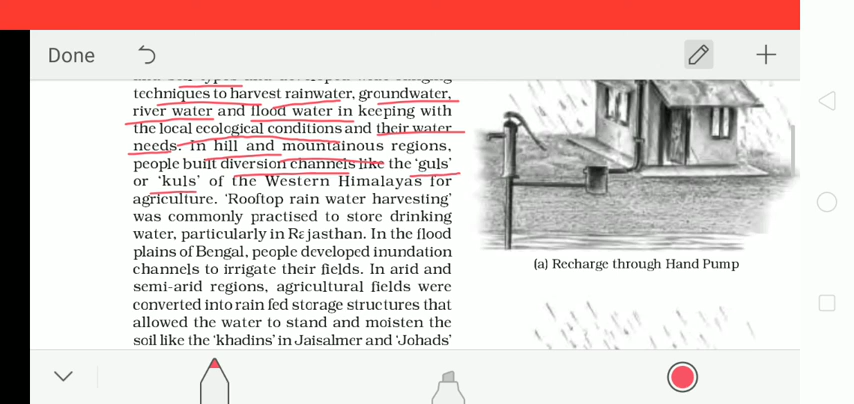 Done
techniques to harvest rainwater, groundwater,
river water and flood water in keeping with
the local ecological conditions and their water
needs. In hill and mountainous regions,
people built diversion channels like the 'guls'
or 'kuls' of the Western Himalayas for
agriculture. 'Rooftop rain water harvesting'
was commonly practised to store drinking
water, particularly in Rajasthan. In the flood
plains of Bengal, people developed inundation
channels to irrigate their fields. In arid and
semi-arid regions, agricultural fields were
converted into rain fed storage structures that
allowed the water to stand and moisten the
soil like the 'khadins' in Jaisalmer and 'Johads'
(a) Recharge through Hand Pump